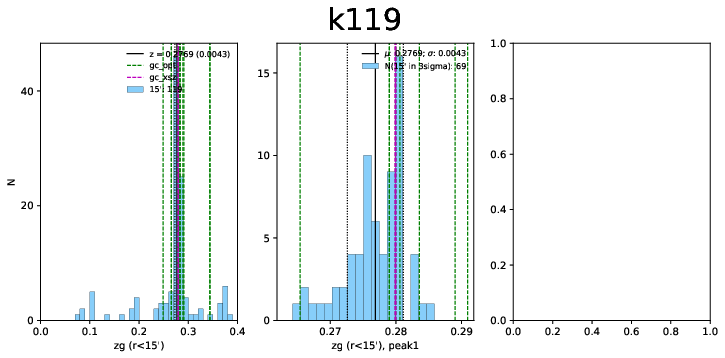 k119
z = 0.2769 (0.0043)
gc_opt
gc_xsz
15': 119
N
40
20
0
0.0 0.1 0.2 0.3 0.4
zg (r<15')
μ: 0.2769; σ: 0.0043
N(15' in 3sigma): 69
15
10
5
0
0.27 0.28 0.29
zg (r<15'), peak1
1.0
0.8
0.6
0.4
0.2
0.0
0.0 0.2 0.4 0.6 0.8 1.0